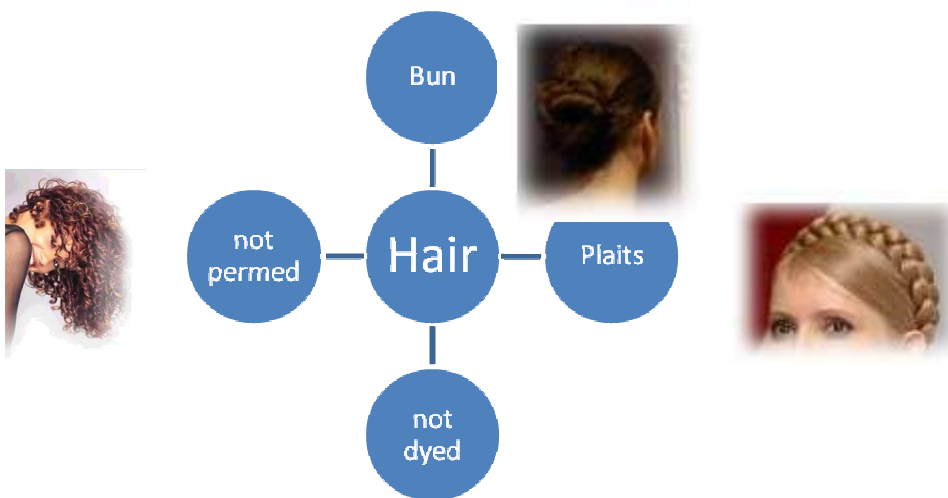 Bun
not
permed
Hair
Plaits
not
dyed